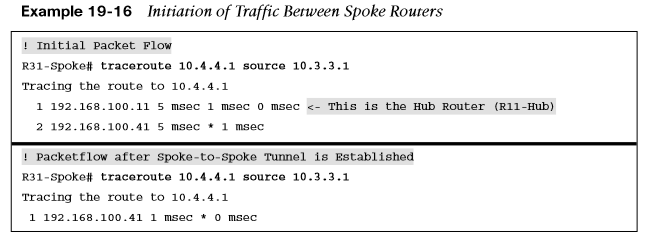 Example 19-16 Initiation of Traffic Between Spoke Routers
! Initial Packet Flow
R31-Spoke# traceroute 10.4.4.1 source 10.3.3.1
Tracing the route to 10.4.4.1
1 192.168.100.11 5 msec 1 msec 0 msec <- This is the Hub Router (R11-Hub)
2 192.168.100.41 5 msec * 1 msec
! Packetflow after Spoke-to-Spoke Tunnel is Established
R31-Spoke# traceroute 10.4.4.1 source 10.3.3.1
Tracing the route to 10.4.4.1
1 192.168.100.41 1 msec * 0 msec